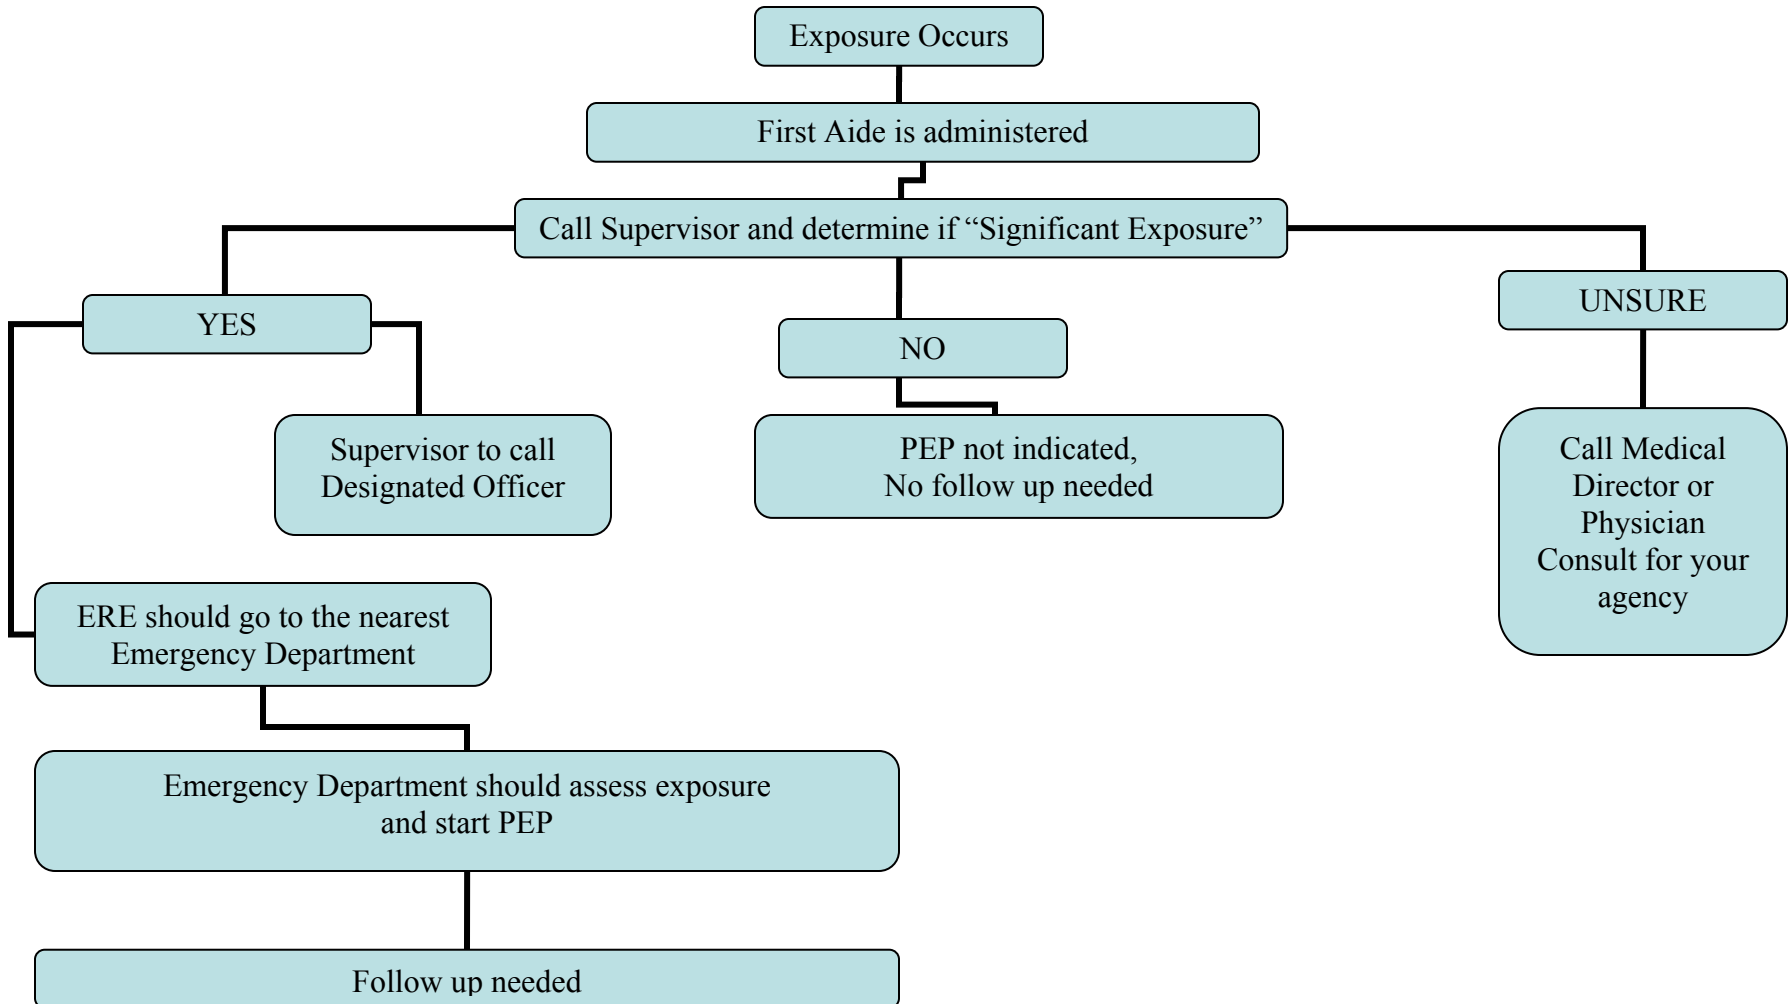 Exposure Occurs
First Aide is administered
Call Supervisor and determine if “Significant Exposure”
YES
Supervisor to call
Designated Officer
ERE should go to the nearest
Emergency Department
Emergency Department should assess exposure
and start PEP
Follow up needed
NO
PEP not indicated,
No follow up needed
UNSURE
Call Medical
Director or
Physician
Consult for your
agency